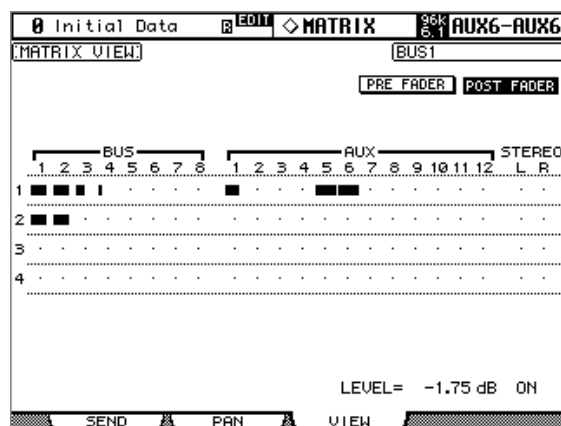 0 Initial Data R EDIT ◇MATRIX 96k 6.1 AUX6-AUX6
MATRIX VIEW BUS1
PRE FADER POST FADER
BUS AUX STEREO
1 2 3 4 5 6 7 8 1 2 3 4 5 6 7 8 9 10 11 12 L R
1
2
3
4
LEVEL= -1.75 dB ON
SEND PAN VIEW